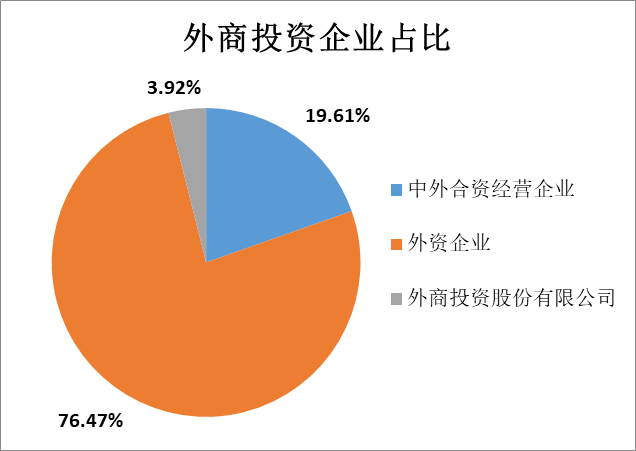 外商投资企业占比
3.92%
19.61%
中外合资经营企业
外资企业
外商投资股份有限公司
76.47%